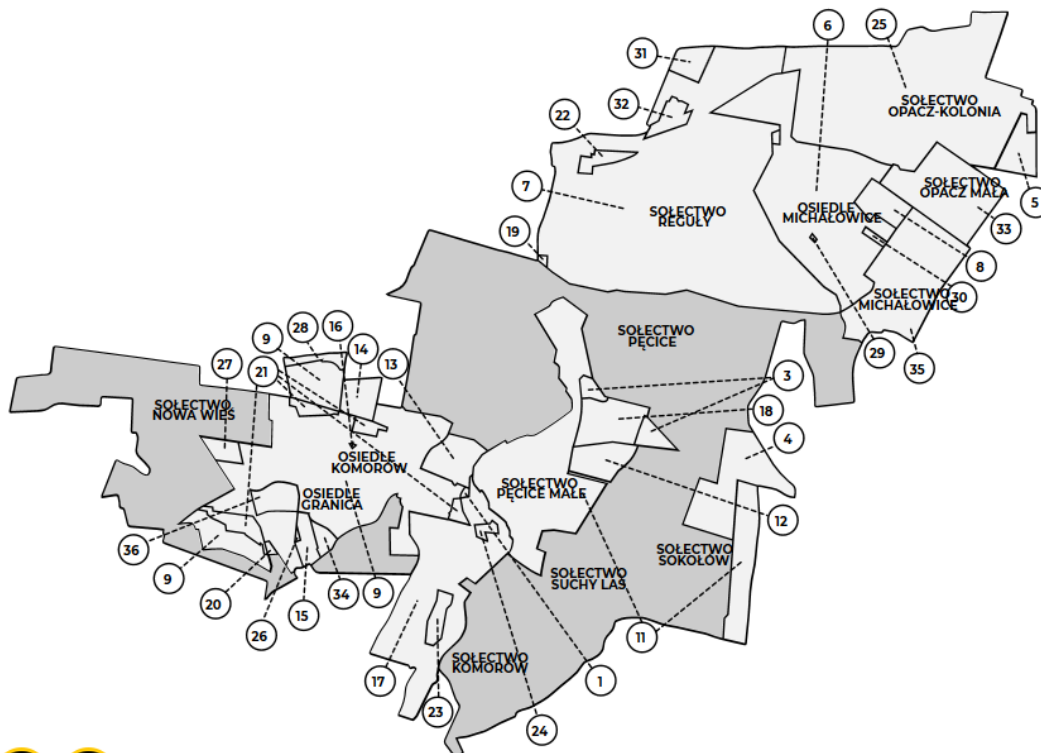 6
25
31
SOŁECTWO
OPACZ-KOLONIA
32
22
SOŁECTWO
OPACZ MAŁA
7
5
SOŁECTWO
REGUŁY
OSIEDLE
MICHAŁOWICE
33
19
8
30
SOŁECTWO
MICHAŁOWICE
SOŁECTWO
PĘCICE
29
35
9
28
16
14
13
27
21
3
SOŁECTWO
NOWA WIEŚ
18
4
OSIEDLE
KOMORÓW
OSIEDLE
GRANICA
SOŁECTWO
PĘCICE MAŁE
12
36
SOŁECTWO
SOKOŁÓW
9
20
26
15
34
9
SOŁECTWO
SUCHY LAS
11
SOŁECTWO
KOMORÓW
17
23
24
1